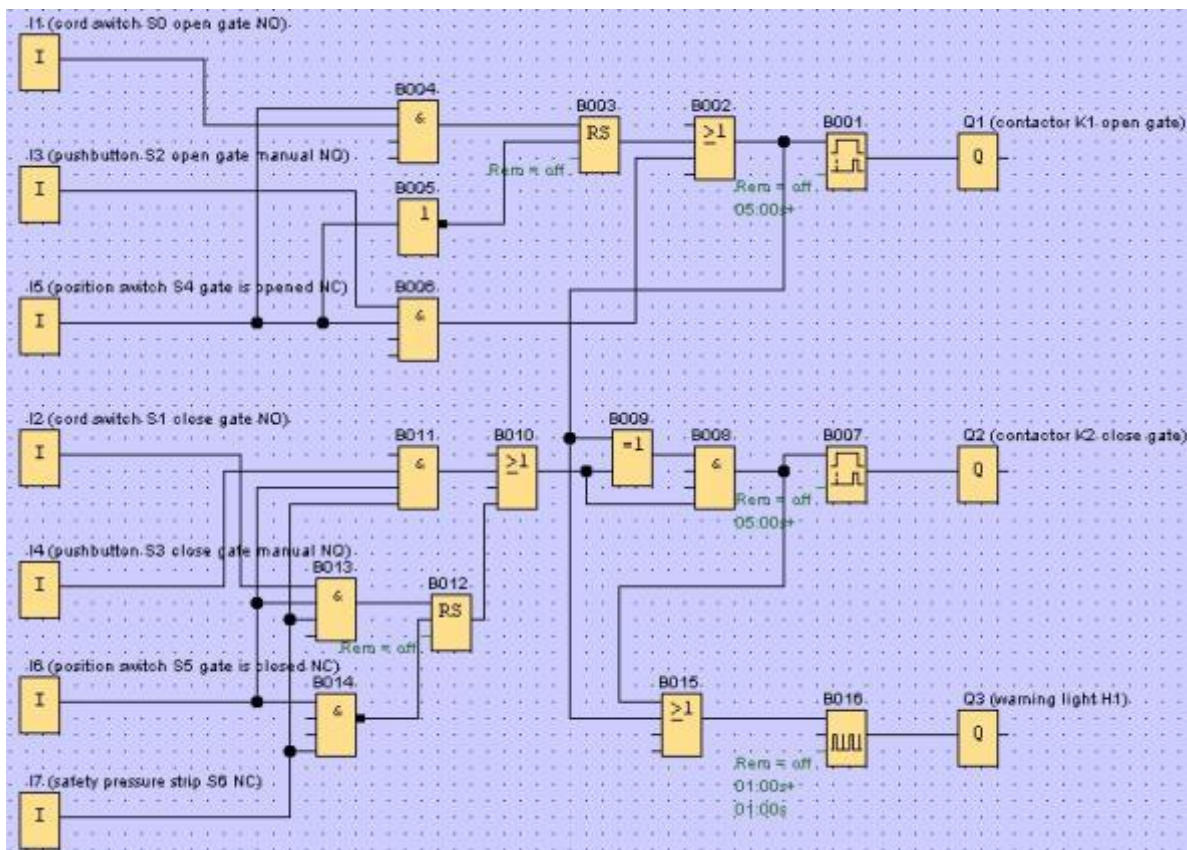 I1 (cord switch S0 open gate NO)
I
B004
&
B003
RS
Rem = off
B002
≥1
B001
Rem = off
05:00s+
Q1 (contactor K1 open gate)
Q
I3 (pushbutton S2 open gate manual NO)
I
B005
1
I5 (position switch S4 gate is opened NC)
I
B006
&
I2 (cord switch S1 close gate NO)
I
B011
&
B010
≥1
B009
=1
B008
&
B007
Rem = off
05:00s+
Q2 (contactor K2 close gate)
Q
I4 (pushbutton S3 close gate manual NO)
I
B013
&
B012
RS
Rem = off
I6 (position switch S5 gate is closed NC)
I
B014
&
B015
≥1
B016
Rem = off
01:00s+
01:00s
Q3 (warning light H1)
Q
I7 (safety pressure strip S6 NC)
I